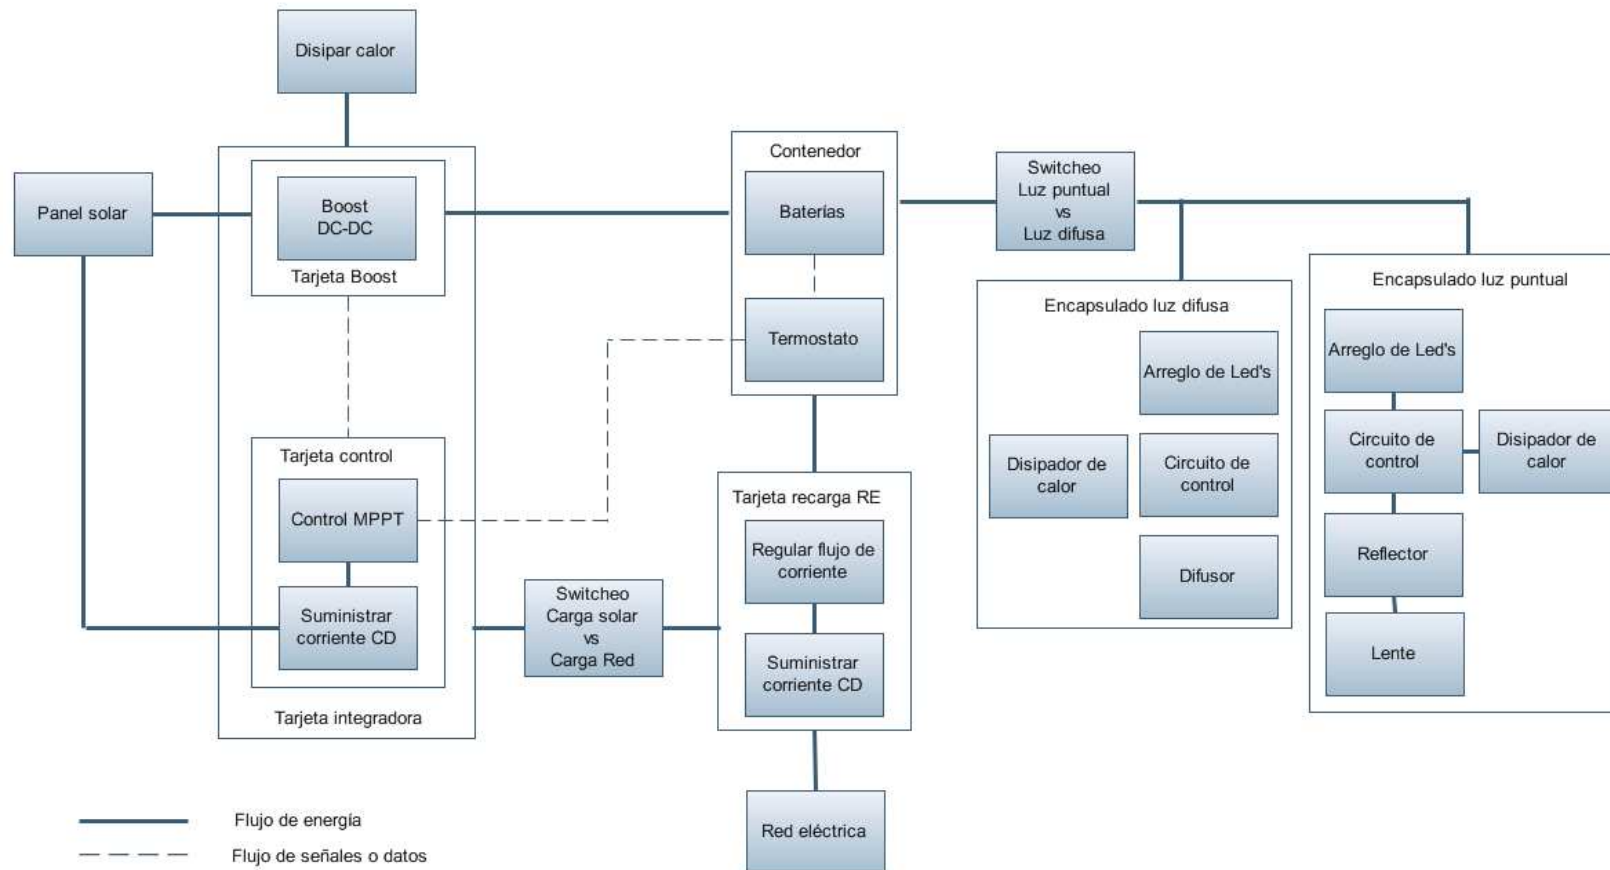 Disipar calor
Panel solar
Boost
DC-DC
Tarjeta Boost
Tarjeta control
Control MPPT
Suministrar
corriente CD
Tarjeta integradora
Switcheo
Carga solar
vs
Carga Red
Contenedor
Baterías
Termostato
Tarjeta recarga RE
Regular flujo de
corriente
Suministrar
corriente CD
Red eléctrica
Switcheo
Luz puntual
vs
Luz difusa
Encapsulado luz difusa
Arreglo de Led's
Disipador de
calor
Circuito de
control
Difusor
Encapsulado luz puntual
Arreglo de Led's
Circuito de
control
Disipador de
calor
Reflector
Lente
Flujo de energía
Flujo de señales o datos